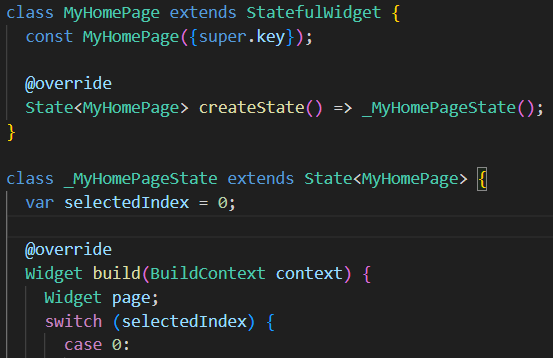 class MyHomePage extends StatefulWidget {
  const MyHomePage({super.key});

  @override
  State<MyHomePage> createState() => _MyHomePageState();
}

class _MyHomePageState extends State<MyHomePage> {
  var selectedIndex = 0;

  @override
  Widget build(BuildContext context) {
    Widget page;
    switch (selectedIndex) {
      case 0: